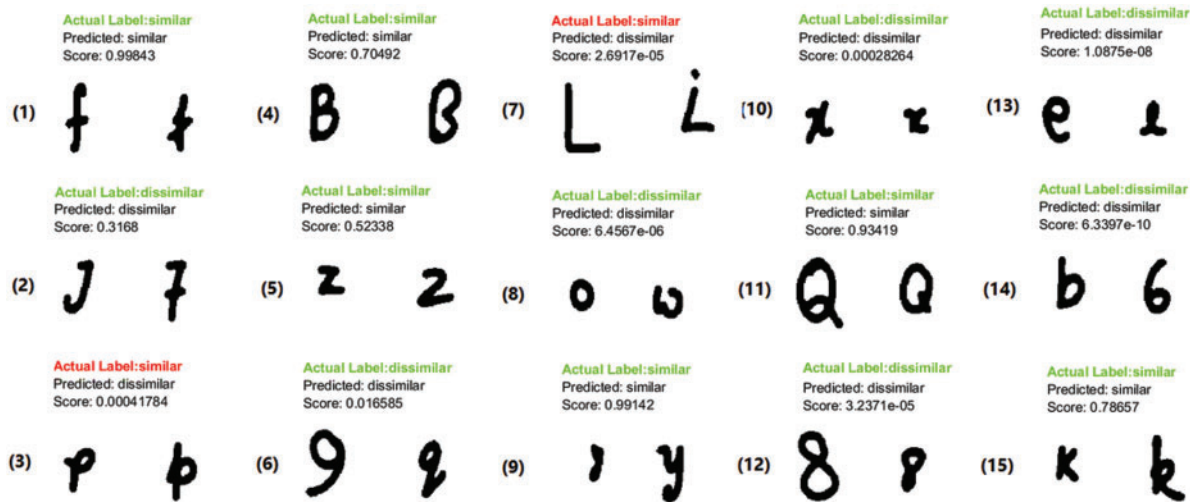 Actual Label:similar
Predicted: similar
Score: 0.99843
(1) f f
Actual Label:dissimilar
Predicted: dissimilar
Score: 0.3168
(2) J 7
Actual Label:similar
Predicted: dissimilar
Score: 0.00041784
(3) p p
Actual Label:similar
Predicted: similar
Score: 0.70492
(4) B B
Actual Label:similar
Predicted: similar
Score: 0.52338
(5) z z
Actual Label:dissimilar
Predicted: dissimilar
Score: 0.016585
(6) 9 q
Actual Label:similar
Predicted: dissimilar
Score: 2.6917e-05
(7) L i
Actual Label:dissimilar
Predicted: dissimilar
Score: 6.4567e-06
(8) o w
Actual Label:similar
Predicted: similar
Score: 0.99142
(9) y
Actual Label:dissimilar
Predicted: dissimilar
Score: 0.00028264
(10) x r
Actual Label:similar
Predicted: similar
Score: 0.93419
(11) Q Q
Actual Label:dissimilar
Predicted: dissimilar
Score: 3.2371e-05
(12) 8 8
Actual Label:dissimilar
Predicted: dissimilar
Score: 1.0875e-08
(13) e
Actual Label:dissimilar
Predicted: dissimilar
Score: 6.3397e-10
(14) b 6
Actual Label:similar
Predicted: similar
Score: 0.78657
(15) k k